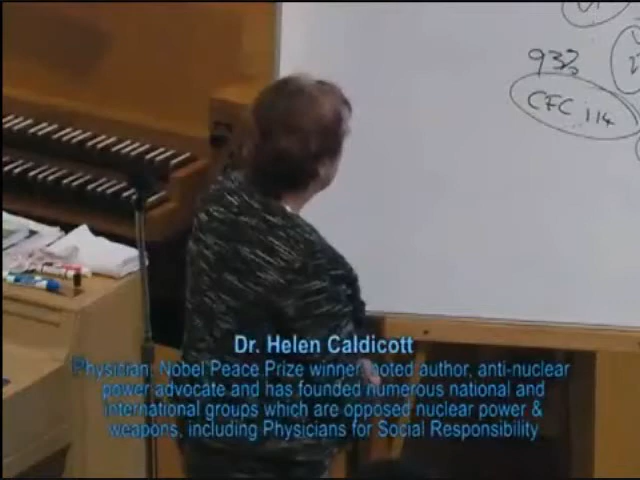 93%
CFC 114
Dr. Helen Caldicott
Physician, Nobel Peace Prize winner, noted author, anti-nuclear
power advocate and has founded numerous national and
international groups which are opposed nuclear power &
weapons, including Physicians for Social Responsibility